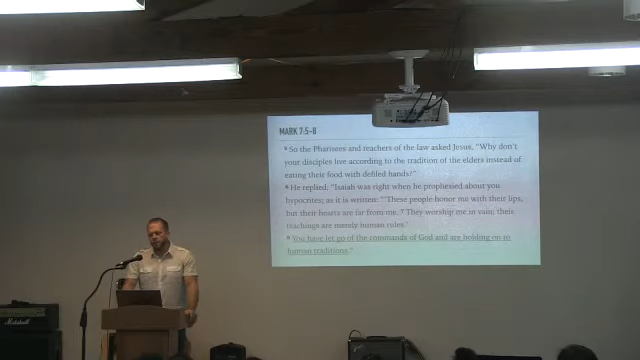 MARK 7:5-8
5 So the Pharisees and teachers of the law asked Jesus, "Why don't
your disciples live according to the tradition of the elders instead of
eating their food with defiled hands?"
6 He replied, "Isaiah was right when he prophesied about you
hypocrites; as it is written: "'These people honor me with their lips,
but their hearts are far from me. 7 They worship me in vain; their
teachings are merely human rules.'
8 You have let go of the commands of God and are holding on to
human traditions."
Marshall